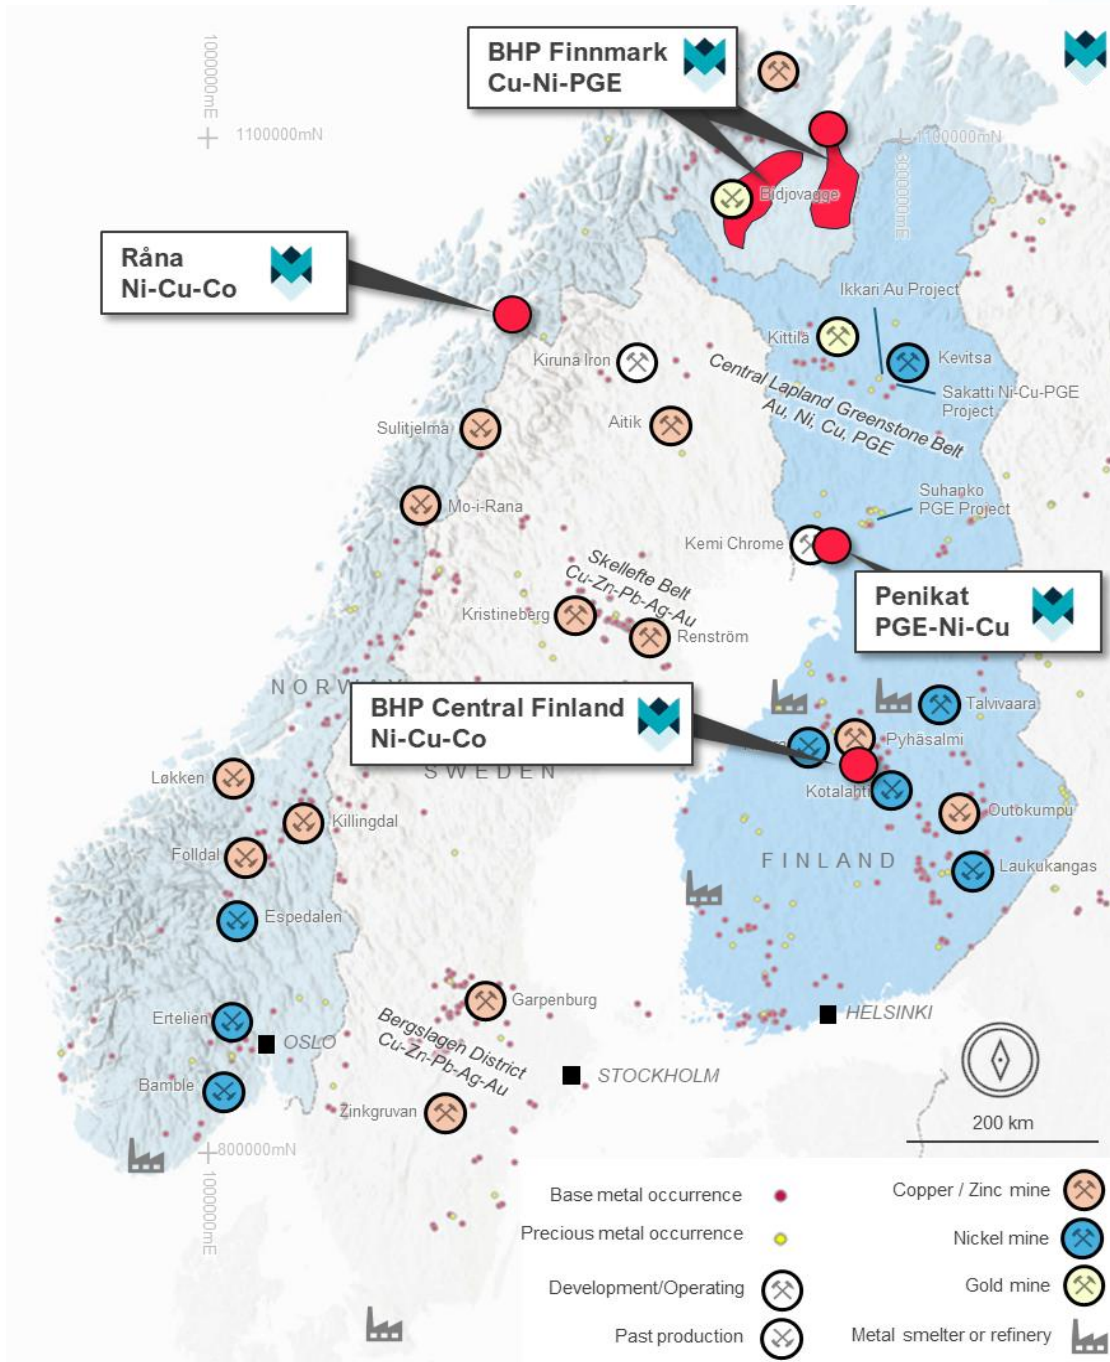 BHP Finnmark
Cu-Ni-PGE
1000000mE
1100000mN
1100000mN
Bidjovagge
Råna
Ni-Cu-Co
Ikkari Au Project
Kittilä
Kevitsa
Kiruna Iron
Sakatti Ni-Cu-PGE
Project
Central Lapland Greenstone Belt
Au, Ni, Cu, PGE
Sulitjelma
Aitik
Mo-i-Rana
Suhanko
PGE Project
Kemi Chrome
Skellefte Belt
Cu-Zn-Pb-Ag-Au
Penikat
PGE-Ni-Cu
Kristineberg
Renström
BHP Central Finland
Ni-Cu-Co
Talvivaara
Pyhäsalmi
SWEDEN
Løkken
Kotalahti
Outokumpu
Killingdal
Folldal
FINLAND
Laukukangas
Espedalen
Garpenburg
HELSINKI
Ertelien
OSLO
Bergslagen District
Cu-Zn-Pb-Ag-Au
STOCKHOLM
Bamble
Zinkgruvan
200 km
800000mN
1000000mE
Base metal occurrence
Copper / Zinc mine
Precious metal occurrence
Nickel mine
Development/Operating
Gold mine
Past production
Metal smelter or refinery